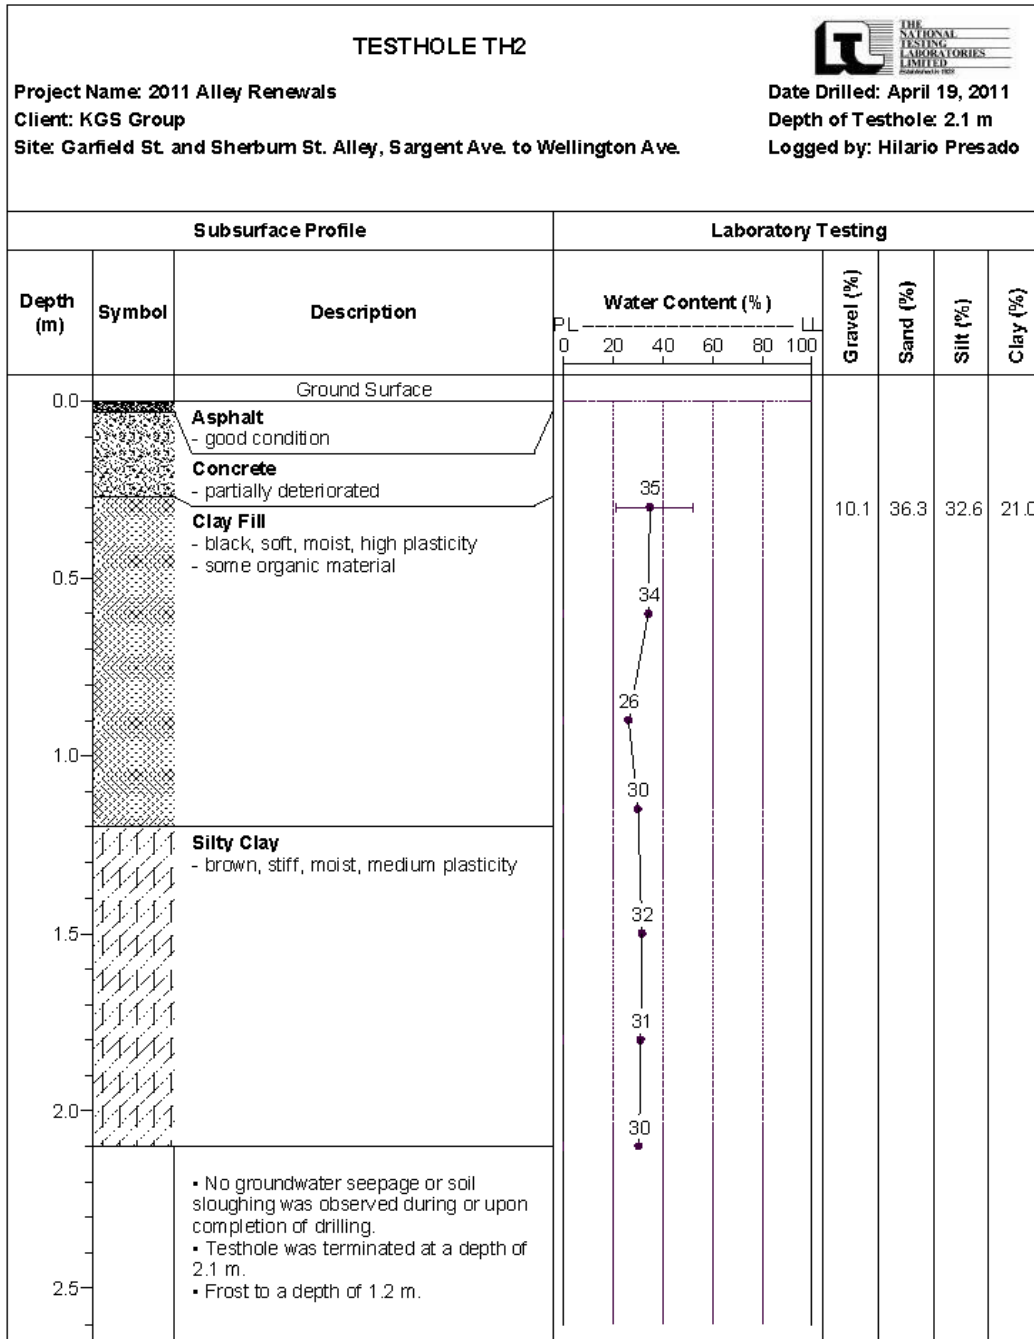 TESTHOLE TH2
THE
NATIONAL
TESTING
LABORATORIES
LIMITED
Established in 1923
Project Name: 2011 Alley Renewals
Client: KGS Group
Site: Garfield St. and Sherburn St. Alley, Sargent Ave. to Wellington Ave.
Date Drilled: April 19, 2011
Depth of Testhole: 2.1 m
Logged by: Hilario Presado
Subsurface Profile
Laboratory Testing
Depth
(m)
Symbol
Description
Water Content (%)
PL LL
0 20 40 60 80 100
Gravel (%)
Sand (%)
Silt (%)
Clay (%)
Ground Surface
0.0
Asphalt
- good condition
Concrete
- partially deteriorated
35
10.1 36.3 32.6 21.0
Clay Fill
- black, soft, moist, high plasticity
- some organic material
0.5
34
26
1.0
30
Silty Clay
- brown, stiff, moist, medium plasticity
32
1.5
31
2.0
30
▪ No groundwater seepage or soil
sloughing was observed during or upon
completion of drilling.
▪ Testhole was terminated at a depth of
2.1 m.
▪ Frost to a depth of 1.2 m.
2.5